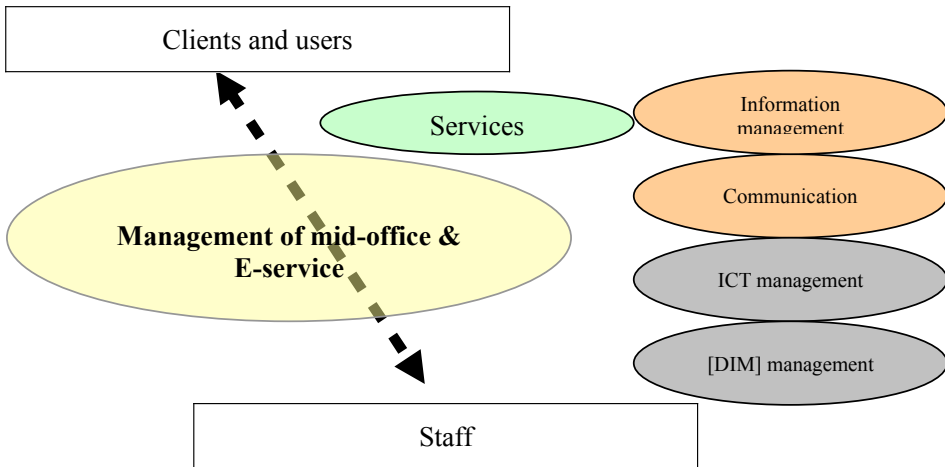 Clients and users
Services
Information
management
Communication
Management of mid-office &
E-service
ICT management
[DIM] management
Staff